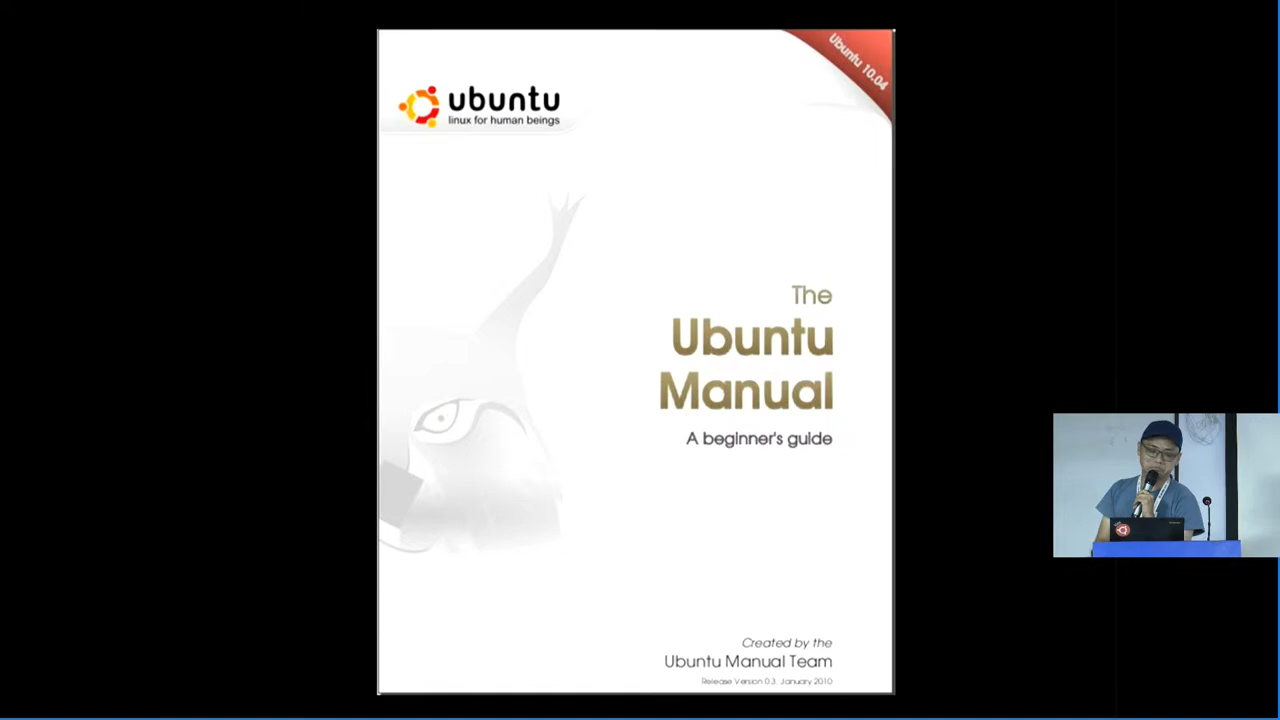 Ubuntu 10.04
ubuntu
linux for human beings
The
Ubuntu
Manual
A beginner's guide
Created by the
Ubuntu Manual Team
Release Version 0.3. January 2010